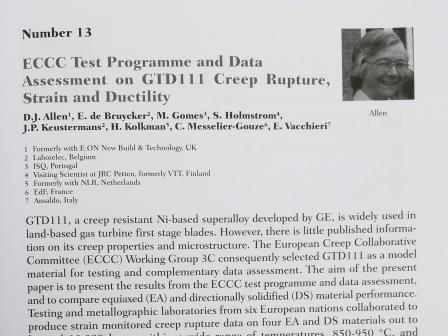 Number 13
ECCC Test Programme and Data
Assessment on GTD111 Creep Rupture,
Strain and Ductility
D.J. Allen¹, E. de Bruycker², M. Gomes³, S. Holmstrom⁴,
J.P. Keustermans², H. Kolkman⁵, C. Messelier-Gouze⁶, E. Vacchieri⁷
Allen
1 Formerly with E.ON New Build & Technology, UK
2 Laborelec, Belgium
3 ISQ, Portugal
4 Visiting Scientist at JRC Petten, formerly VTT, Finland
5 Formerly with NLR, Netherlands
6 EdF, France
7 Ansaldo, Italy
GTD111, a creep resistant Ni-based superalloy developed by GE, is widely used in
land-based gas turbine first stage blades. However, there is little published informa-
tion on its creep properties and microstructure. The European Creep Collaborative
Committee (ECCC) Working Group 3C consequently selected GTD111 as a model
material for testing and complementary data assessment. The aim of the present
paper is to present the results from the ECCC test programme and data assessment,
and to compare equiaxed (EA) and directionally solidified (DS) material performance.
Testing and metallographic laboratories from six European nations collaborated to
produce strain monitored creep rupture data on four EA and DS materials out to
range of temperatures, 850-950 °C, and